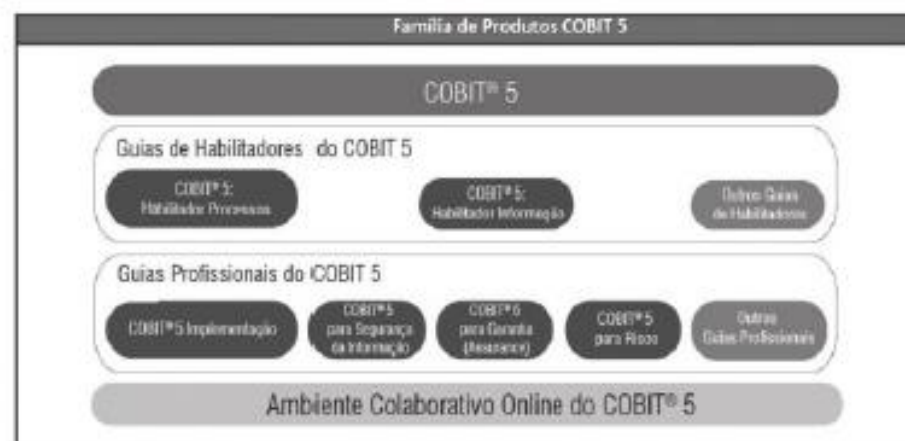 Família de Produtos COBIT 5
COBIT® 5
Guias de Habilitadores do COBIT 5
COBIT® 5:
Habilitador Processos
COBIT® 5:
Habilitador Informação
Outros Guias
de Habilitadores
Guias Profissionais do COBIT 5
COBIT® 5 Implementação
COBIT® 5
para Segurança
da Informação
COBIT® 5
para Garantia
(Assurance)
COBIT® 5
para Risco
Outros
Guias Profissionais
Ambiente Colaborativo Online do COBIT® 5